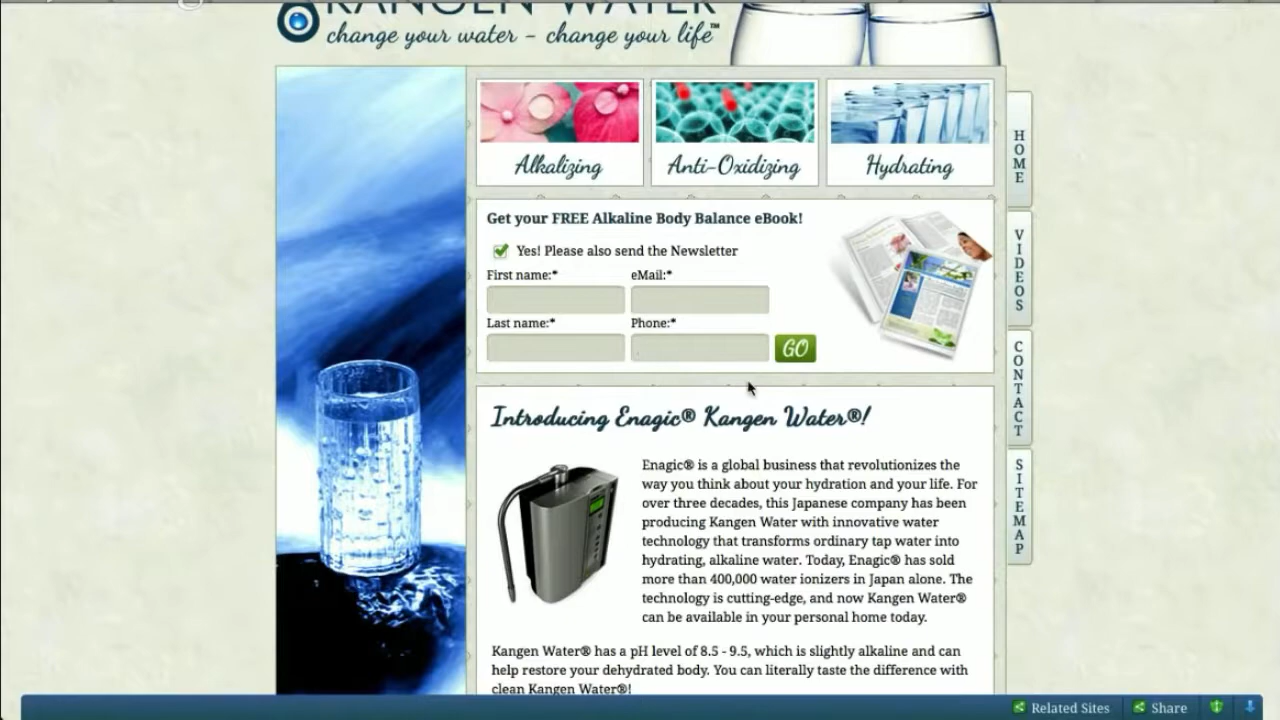 KANGEN WATER
change your water - change your life™
Alkalizing
Anti-Oxidizing
Hydrating
HOME
VIDEOS
CONTACT
SITEMAP
Get your FREE Alkaline Body Balance eBook!
Yes! Please also send the Newsletter
First name:*
eMail:*
Last name:*
Phone:*
GO
Introducing Enagic® Kangen Water®!
Enagic® is a global business that revolutionizes the
way you think about your hydration and your life. For
over three decades, this Japanese company has been
producing Kangen Water with innovative water
technology that transforms ordinary tap water into
hydrating, alkaline water. Today, Enagic® has sold
more than 400,000 water ionizers in Japan alone. The
technology is cutting-edge, and now Kangen Water®
can be available in your personal home today.
Kangen Water® has a pH level of 8.5 - 9.5, which is slightly alkaline and can
help restore your dehydrated body. You can literally taste the difference with
clean Kangen Water®!
Related Sites
Share